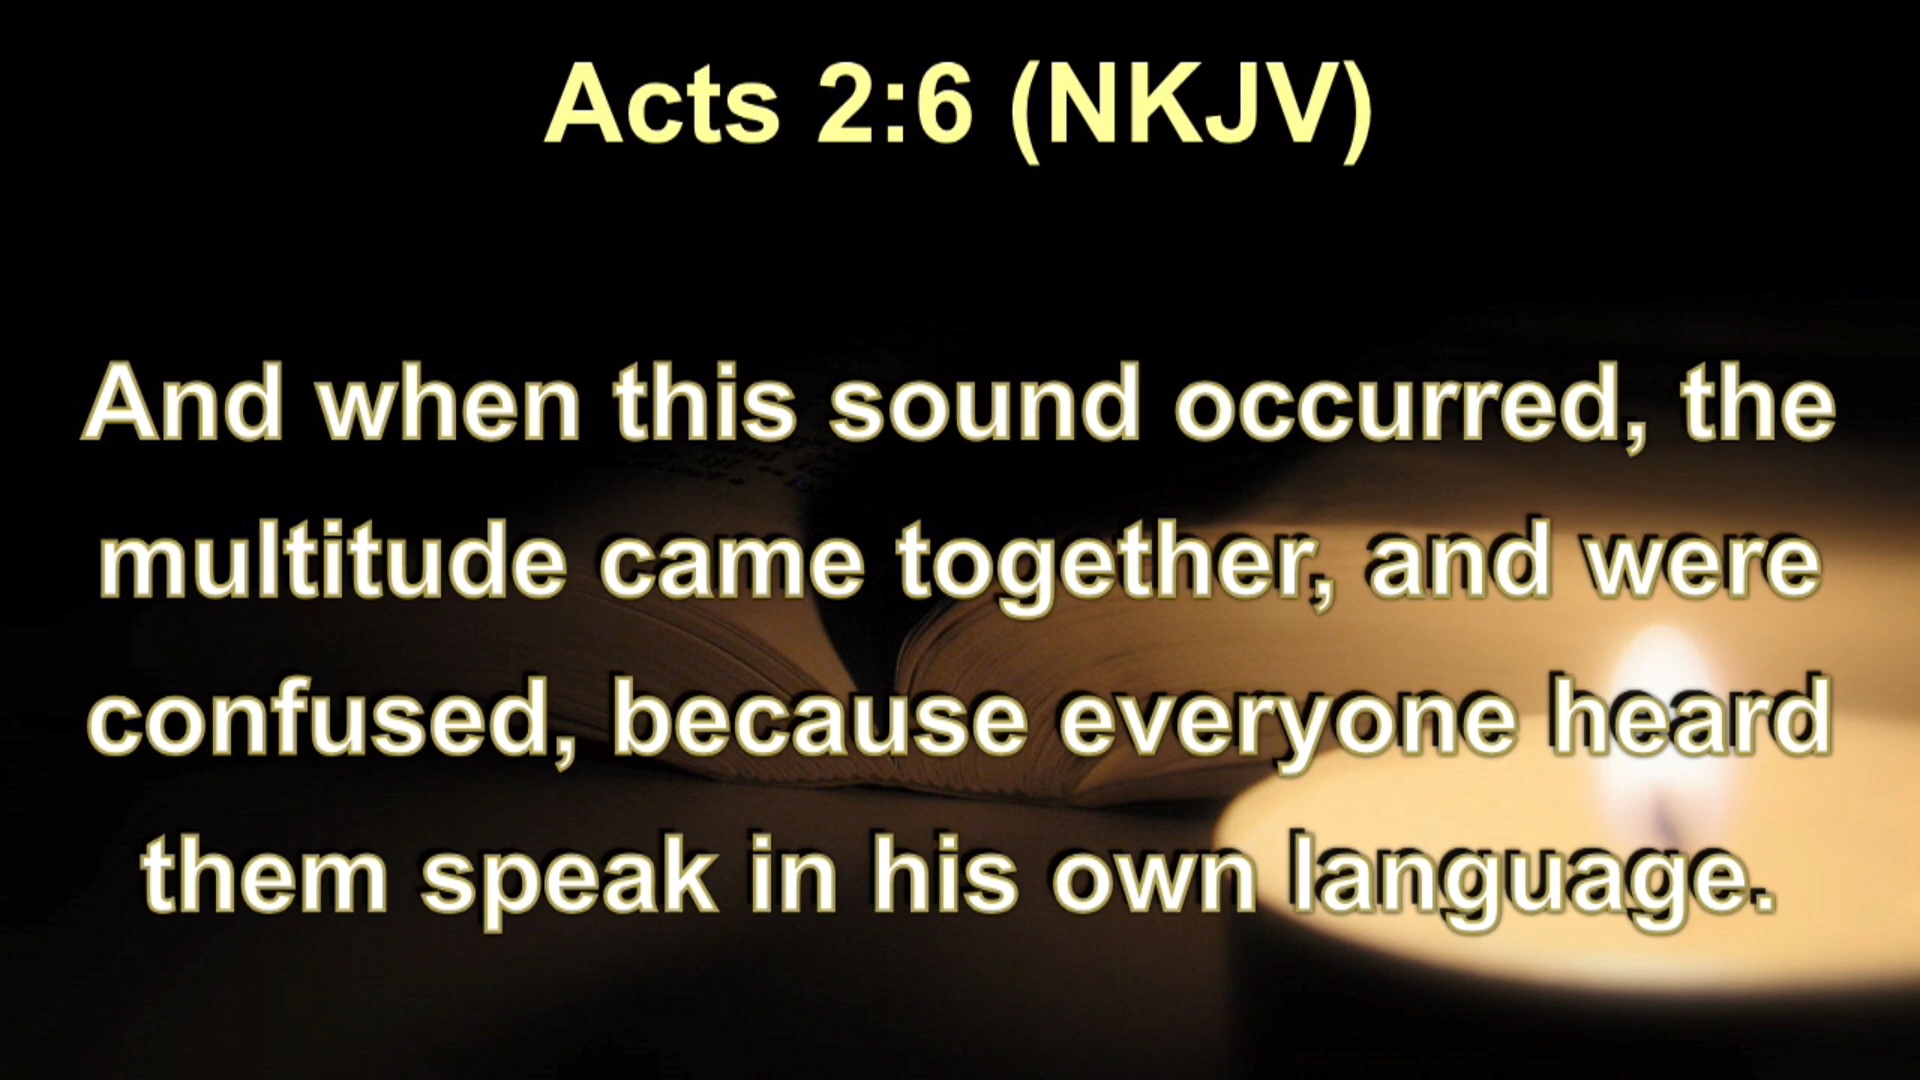 Acts 2:6 (NKJV)
And when this sound occurred, the
multitude came together, and were
confused, because everyone heard
them speak in his own language.